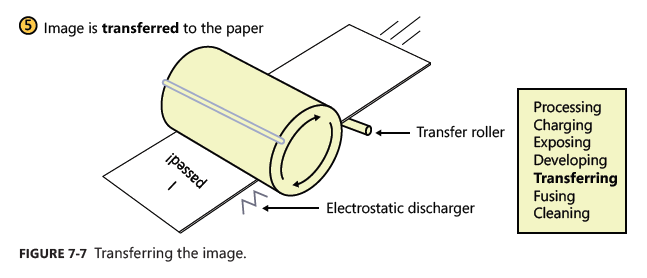 5 Image is transferred to the paper
Transfer roller
I
passed!
Electrostatic discharger
Processing
Charging
Exposing
Developing
Transferring
Fusing
Cleaning
FIGURE 7-7 Transferring the image.